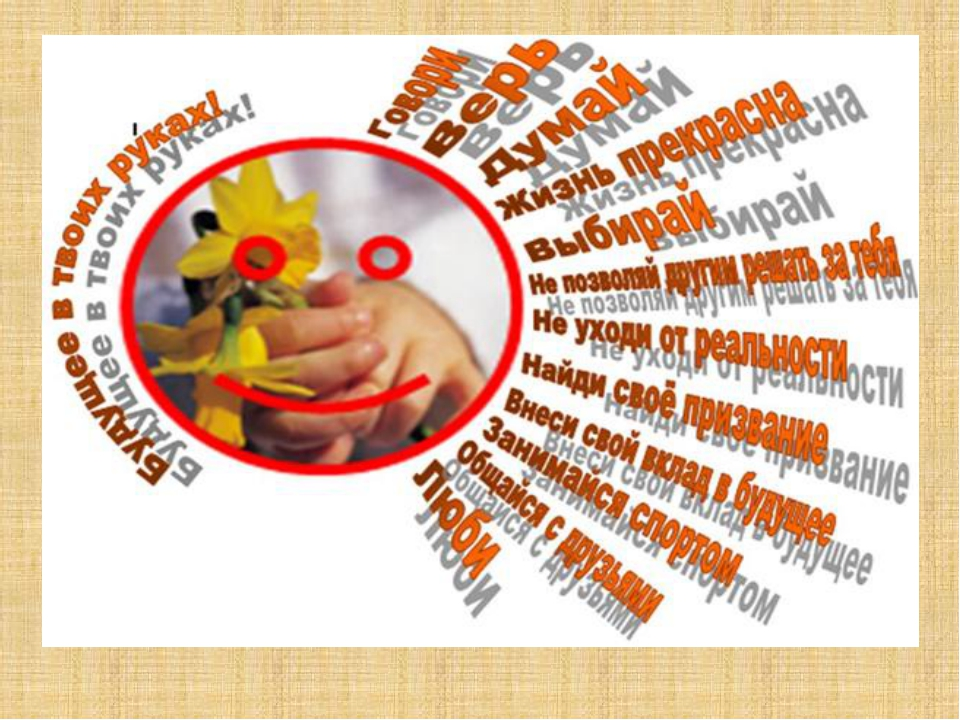 Будущее в твоих руках!
Говори
Верь
Думай
Жизнь прекрасна
Выбирай
Не позволяй другим решать за тебя
Не уходи от реальности
Найди своё призвание
Внеси свой вклад в будущее
Занимайся спортом
Общайся с друзьями
Люби